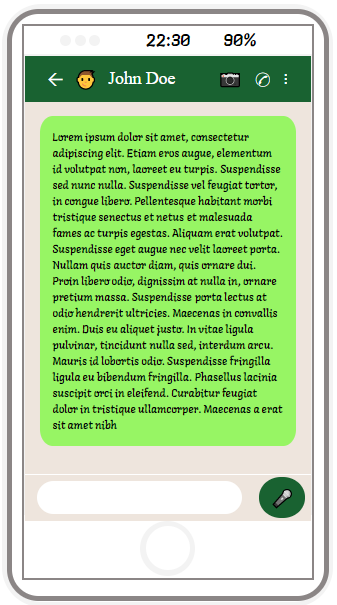 22:30 90%
John Doe
Lorem ipsum dolor sit amet, consectetur
adipiscing elit. Etiam eros augue, elementum
id volutpat non, laoreet eu turpis. Suspendisse
sed nunc nulla. Suspendisse vel feugiat tortor,
in congue libero. Pellentesque habitant morbi
tristique senectus et netus et malesuada
fames ac turpis egestas. Aliquam erat volutpat.
Suspendisse eget augue nec velit laoreet porta.
Nullam quis auctor diam, quis ornare dui.
Proin libero odio, dignissim at nulla in, ornare
pretium massa. Suspendisse porta lectus at
odio hendrerit ultricies. Maecenas in convallis
enim. Duis eu aliquet justo. In vitae ligula
pulvinar, tincidunt nulla sed, interdum arcu.
Mauris id lobortis odio. Suspendisse fringilla
ligula eu bibendum fringilla. Phasellus lacinia
suscipit orci in eleifend. Curabitur feugiat
dolor in tristique ullamcorper. Maecenas a erat
sit amet nibh